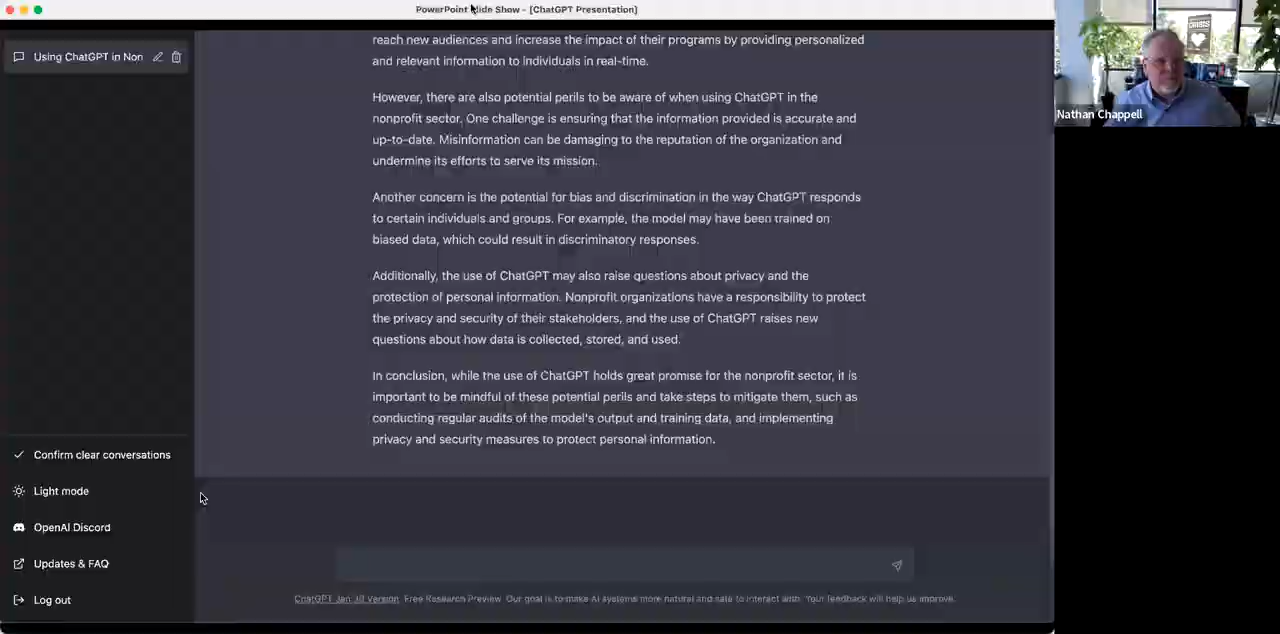 PowerPoint Slide Show - [ChatGPT Presentation]
CRISIS
Nathan Chappell
Using ChatGPT in Non
reach new audiences and increase the impact of their programs by providing personalized
and relevant information to individuals in real-time.
However, there are also potential perils to be aware of when using ChatGPT in the
nonprofit sector. One challenge is ensuring that the information provided is accurate and
up-to-date. Misinformation can be damaging to the reputation of the organization and
undermine its efforts to serve its mission.
Another concern is the potential for bias and discrimination in the way ChatGPT responds
to certain individuals and groups. For example, the model may have been trained on
biased data, which could result in discriminatory responses.
Additionally, the use of ChatGPT may also raise questions about privacy and the
protection of personal information. Nonprofit organizations have a responsibility to protect
the privacy and security of their stakeholders, and the use of ChatGPT raises new
questions about how data is collected, stored, and used.
In conclusion, while the use of ChatGPT holds great promise for the nonprofit sector, it is
important to be mindful of these potential perils and take steps to mitigate them, such as
conducting regular audits of the model's output and training data, and implementing
privacy and security measures to protect personal information.
Confirm clear conversations
Light mode
OpenAI Discord
Updates & FAQ
Log out
ChatGPT Jan 30 Version. Free Research Preview. Our goal is to make AI systems more natural and safe to interact with. Your feedback will help us improve.